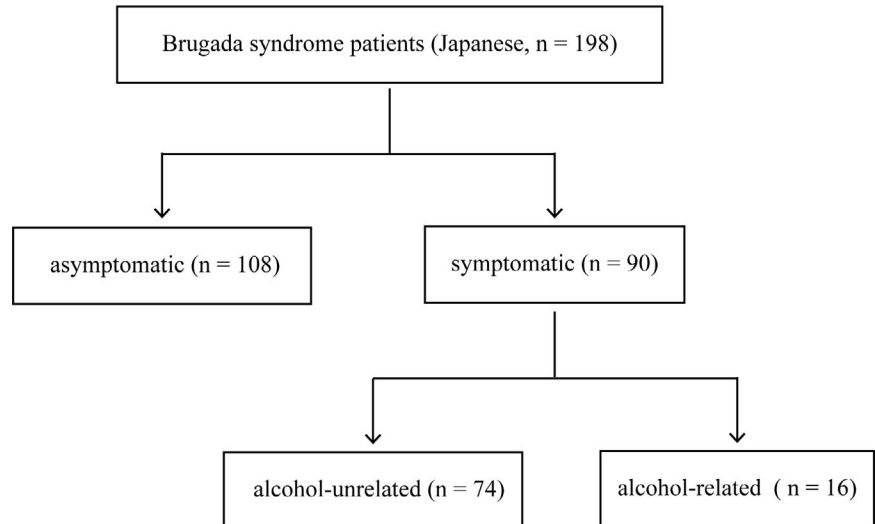 Brugada syndrome patients (Japanese, n = 198)
asymptomatic (n = 108)
symptomatic (n = 90)
alcohol-unrelated (n = 74)
alcohol-related ( n = 16)